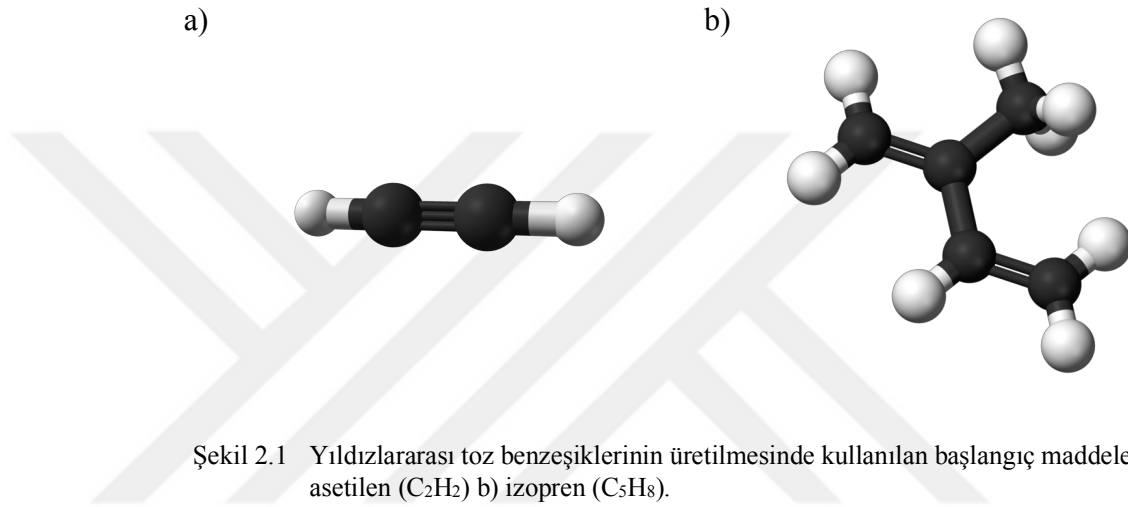 a)
b)
Şekil 2.1 Yıldızlararası toz benzeşiklerinin üretilmesinde kullanılan başlangıç maddele
asetilen (C₂H₂) b) izopren (C₅H₈).